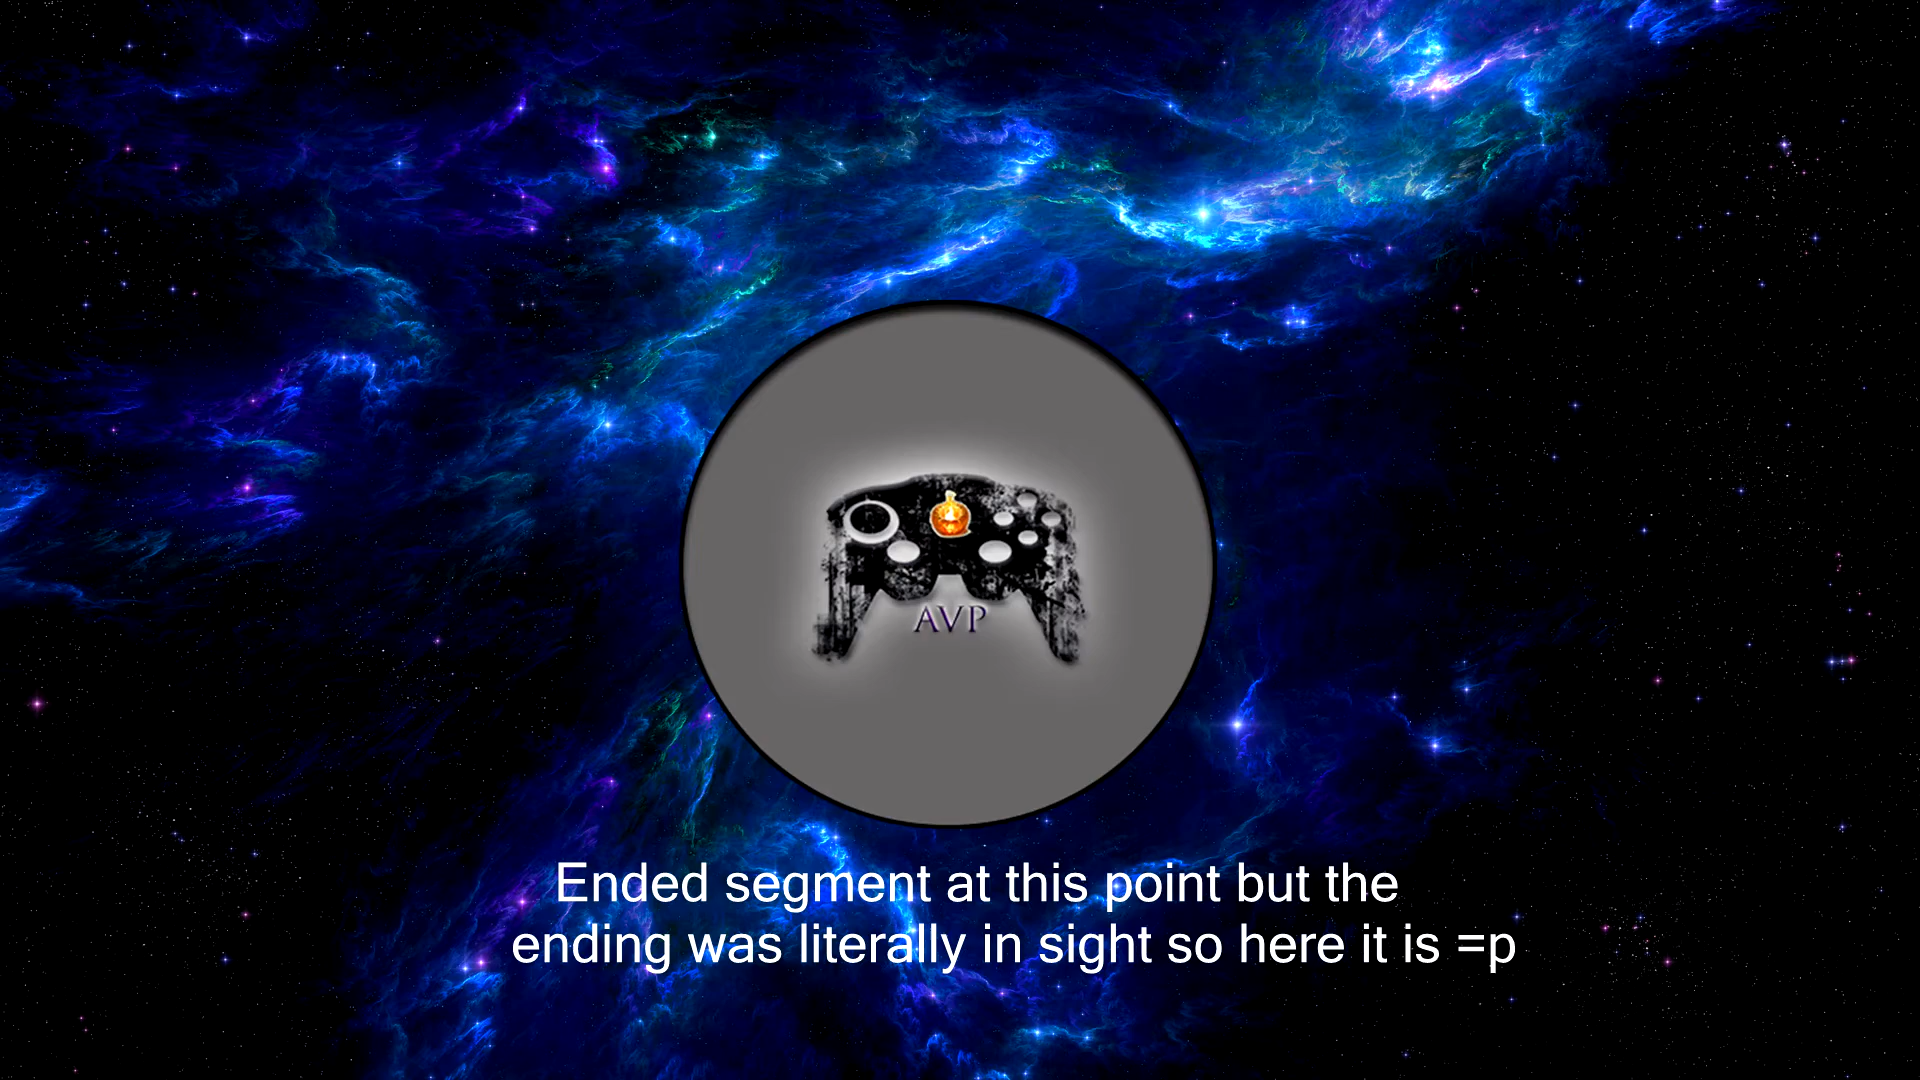 AVP
Ended segment at this point but the
ending was literally in sight so here it is =p